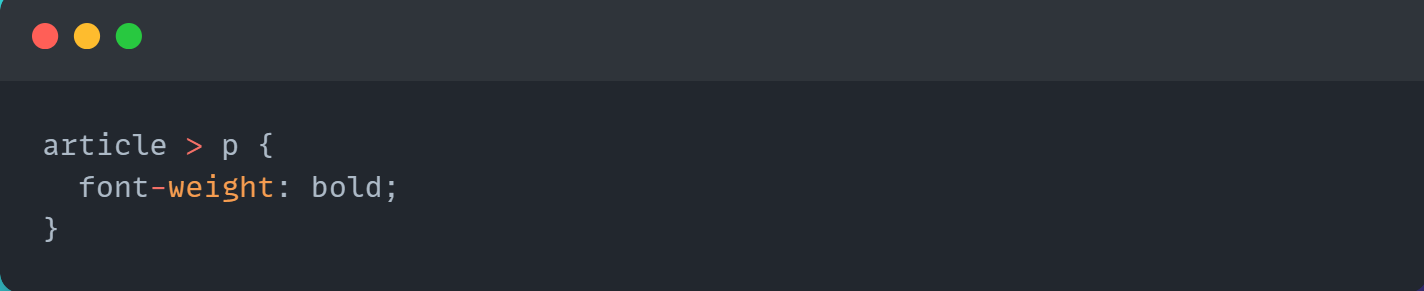 article > p {
  font-weight: bold;
}